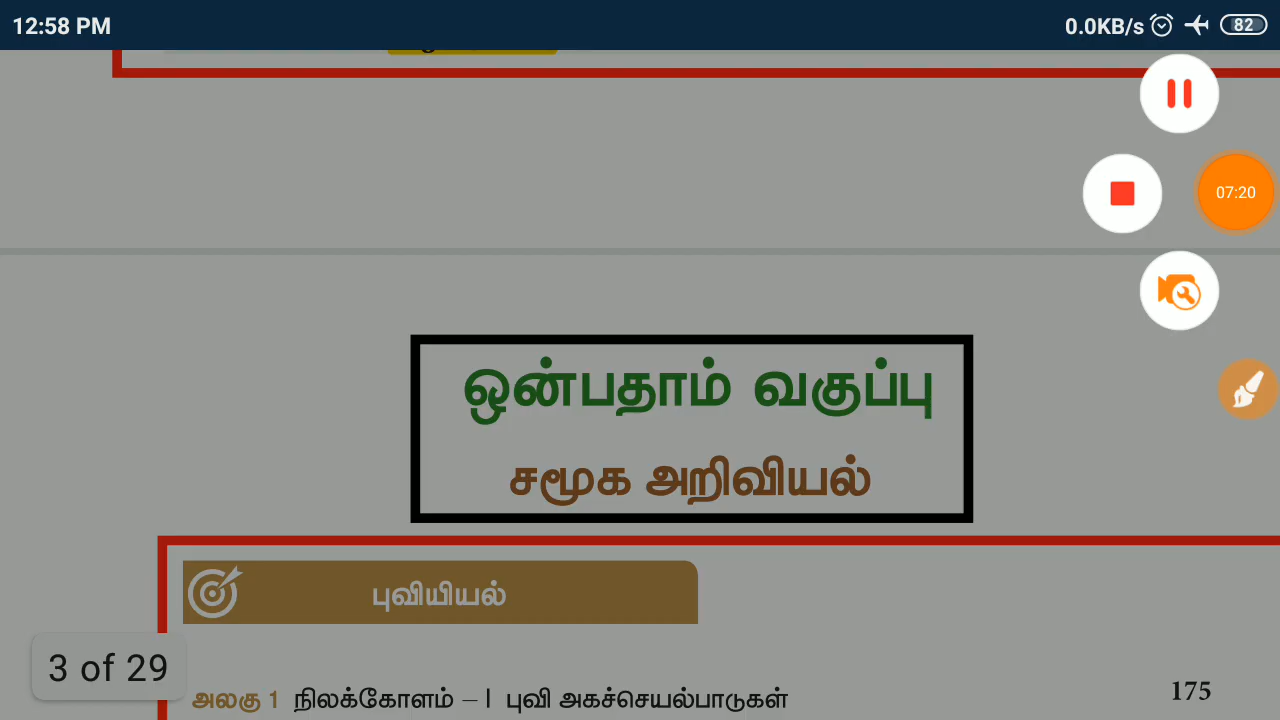 12:58 PM
0.0KB/s
82
07:20
ஒன்பதாம் வகுப்பு
சமூக அறிவியல்
புவியியல்
3 of 29
அலகு 1 நிலக்கோளம் – I புவி அகச்செயல்பாடுகள்
175